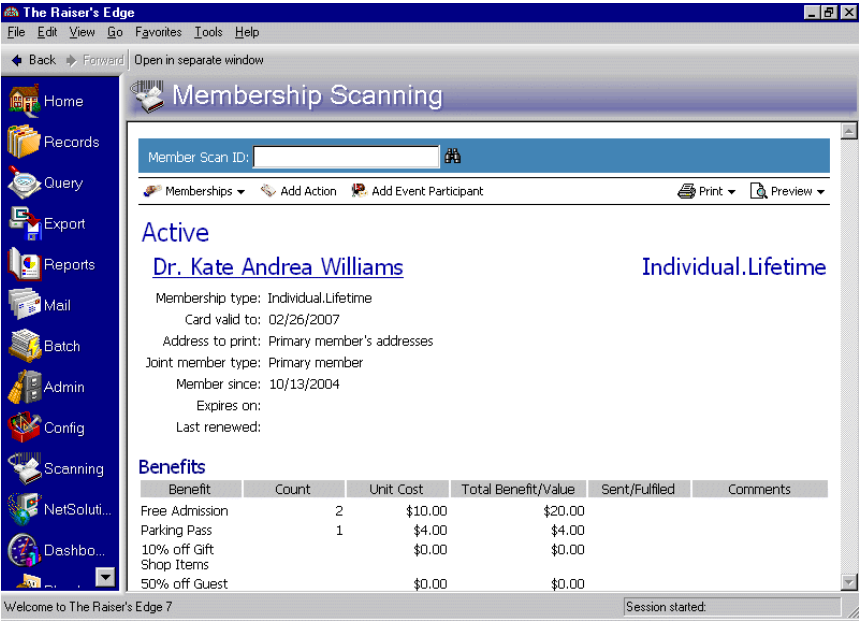 The Raiser's Edge
File Edit View Go Favorites Tools Help
Back Forward Open in separate window
Membership Scanning
Home
Records
Query
Export
Reports
Mail
Batch
Admin
Config
Scanning
NetSoluti...
Dashbo...
Member Scan ID:
Memberships Add Action Add Event Participant Print Preview
Active
Dr. Kate Andrea Williams Individual.Lifetime
Membership type: Individual.Lifetime
Card valid to: 02/26/2007
Address to print: Primary member's addresses
Joint member type: Primary member
Member since: 10/13/2004
Expires on:
Last renewed:
Benefits
Benefit Count Unit Cost Total Benefit/Value Sent/Fulfilled Comments
Free Admission 2 $10.00 $20.00
Parking Pass 1 $4.00 $4.00
10% off Gift $0.00 $0.00
Shop Items
50% off Guest $0.00 $0.00
Welcome to The Raiser's Edge 7 Session started: